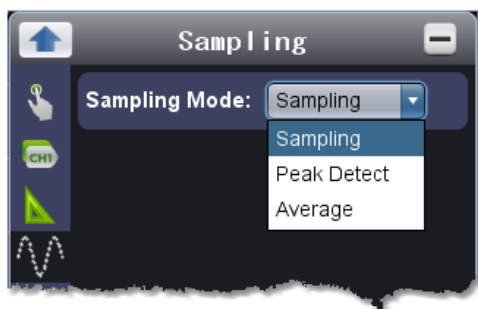 Sampling
Sampling Mode: Sampling
Sampling
CH1
Peak Detect
Average